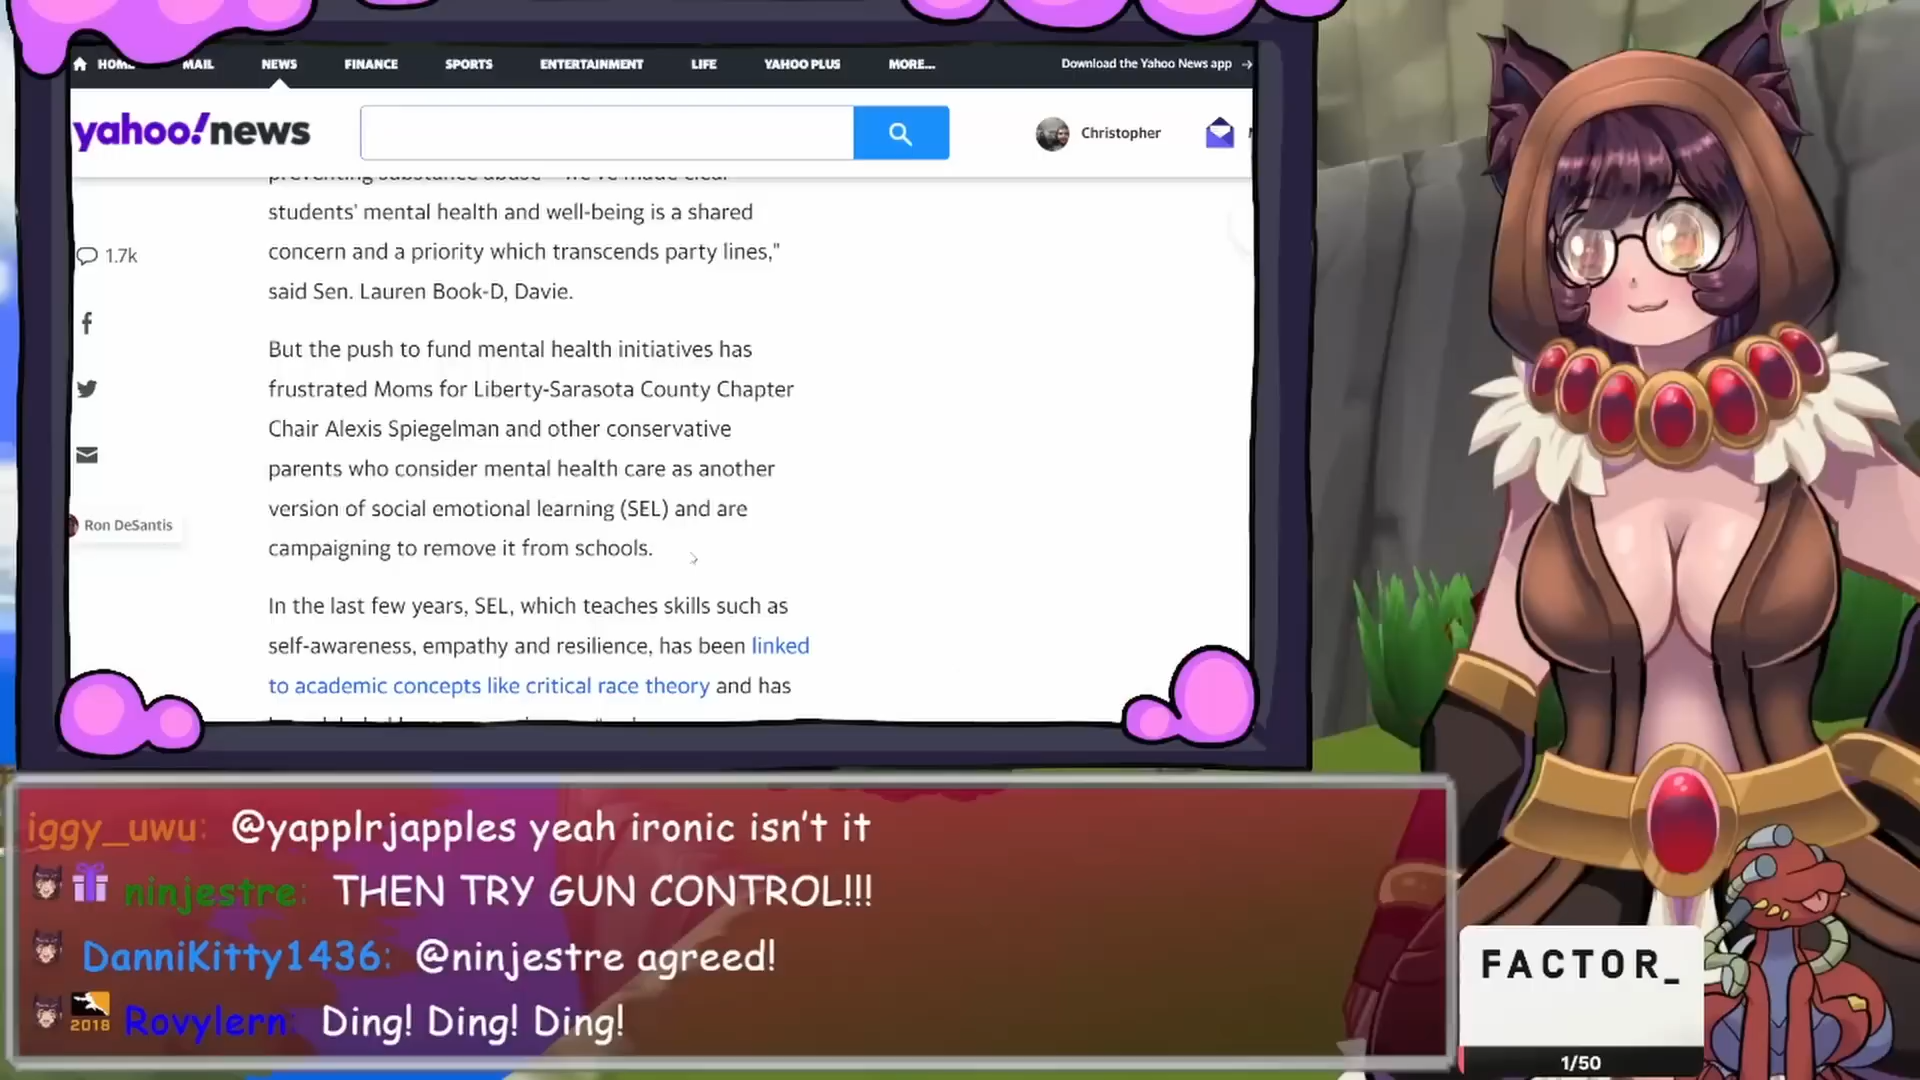 HOME MAIL NEWS FINANCE SPORTS ENTERTAINMENT LIFE YAHOO PLUS MORE... Download the Yahoo News app →
yahoo!news
Christopher
preventing substance abuse – we've made clear
students' mental health and well-being is a shared
concern and a priority which transcends party lines,"
said Sen. Lauren Book-D, Davie.
1.7k
But the push to fund mental health initiatives has
frustrated Moms for Liberty-Sarasota County Chapter
Chair Alexis Spiegelman and other conservative
parents who consider mental health care as another
version of social emotional learning (SEL) and are
campaigning to remove it from schools.
Ron DeSantis
In the last few years, SEL, which teaches skills such as
self-awareness, empathy and resilience, has been linked
to academic concepts like critical race theory and has
iggy_uwu: @yapplrjapples yeah ironic isn't it
ninjestre: THEN TRY GUN CONTROL!!!
DanniKitty1436: @ninjestre agreed!
2018 Rovylern: Ding! Ding! Ding!
FACTOR_
1/50